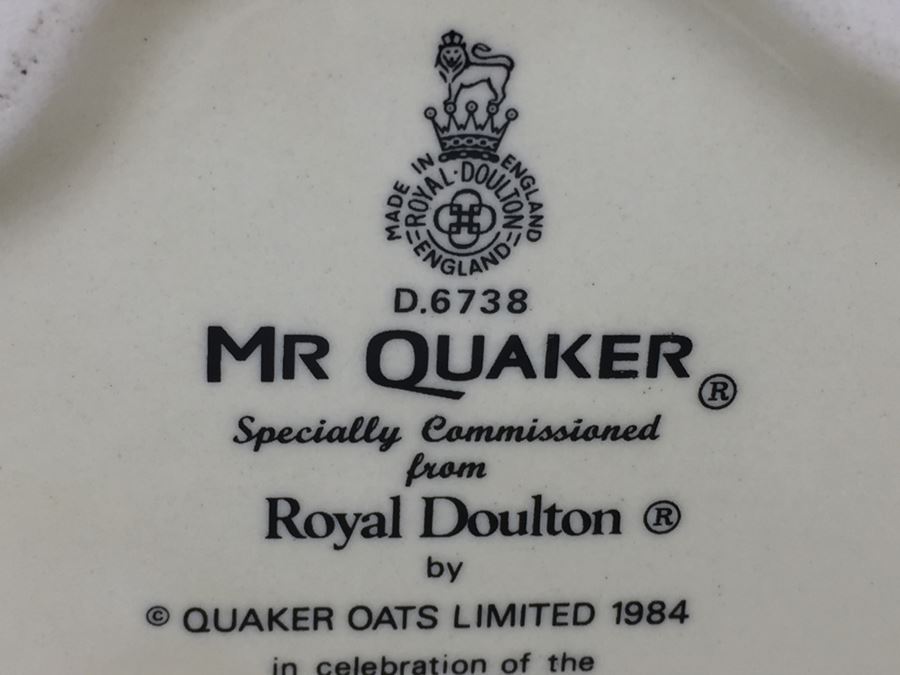 MADE IN ENGLAND
ROYAL·DOULTON
ENGLAND
D.6738
MR QUAKER ®
Specially Commissioned
from
Royal Doulton ®
by
© QUAKER OATS LIMITED 1984
in celebration of the